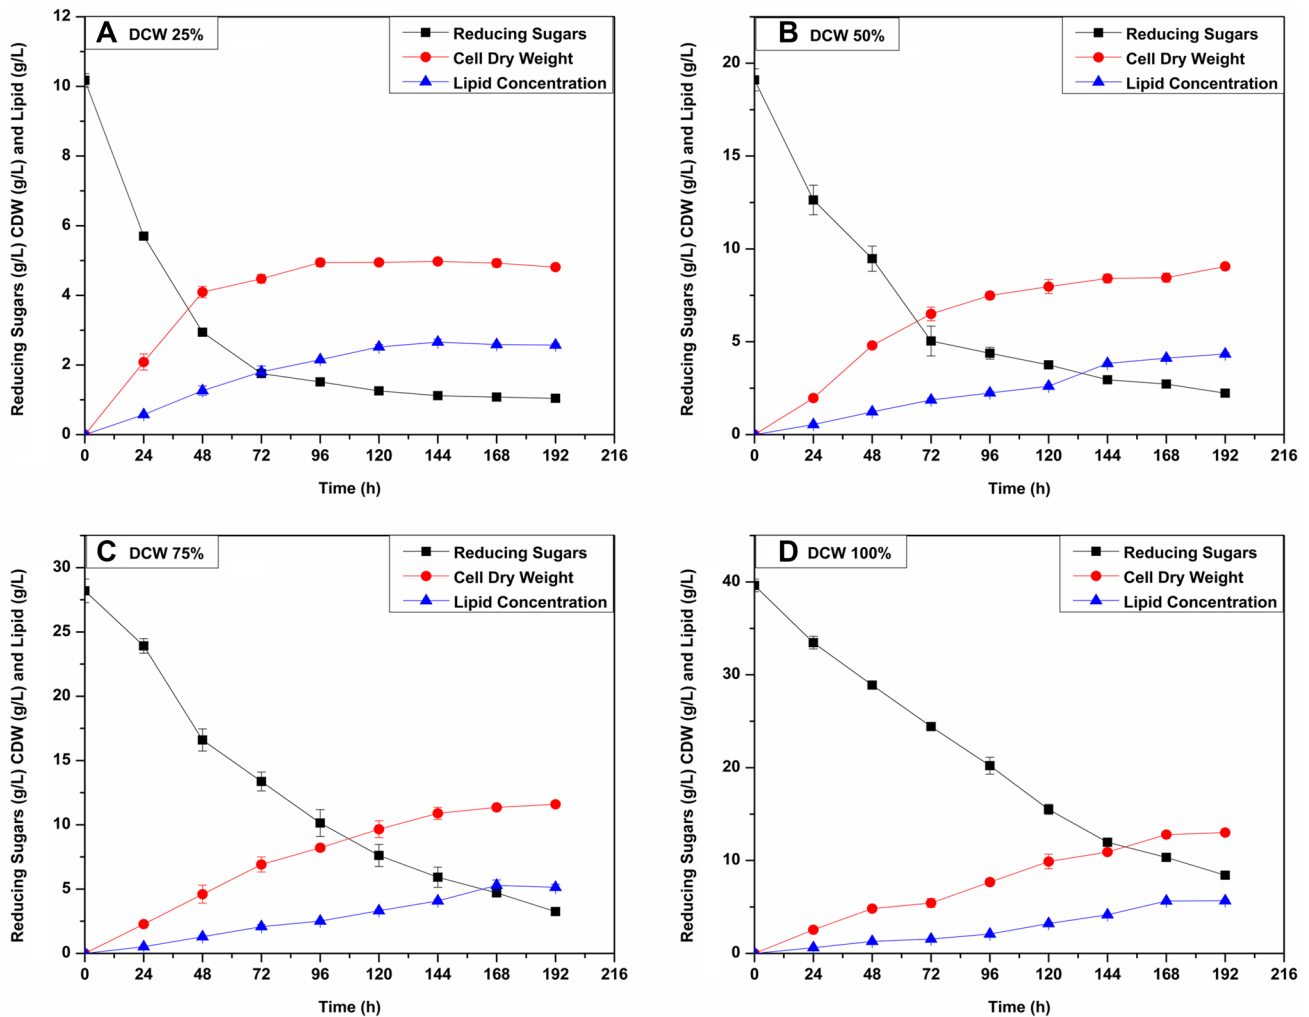 A DCW 25%
Reducing Sugars
Cell Dry Weight
Lipid Concentration
Reducing Sugars (g/L) CDW (g/L) and Lipid (g/L)
12
10
8
6
4
2
0
0 24 48 72 96 120 144 168 192 216
Time (h)
B DCW 50%
Reducing Sugars
Cell Dry Weight
Lipid Concentration
Reducing Sugars (g/L) CDW (g/L) and Lipid (g/L)
20
15
10
5
0
0 24 48 72 96 120 144 168 192 216
Time (h)
C DCW 75%
Reducing Sugars
Cell Dry Weight
Lipid Concentration
Reducing Sugars (g/L) CDW (g/L) and Lipid (g/L)
30
25
20
15
10
5
0
0 24 48 72 96 120 144 168 192 216
Time (h)
D DCW 100%
Reducing Sugars
Cell Dry Weight
Lipid Concentration
Reducing Sugars (g/L) CDW (g/L) and Lipid (g/L)
40
30
20
10
0
0 24 48 72 96 120 144 168 192 216
Time (h)